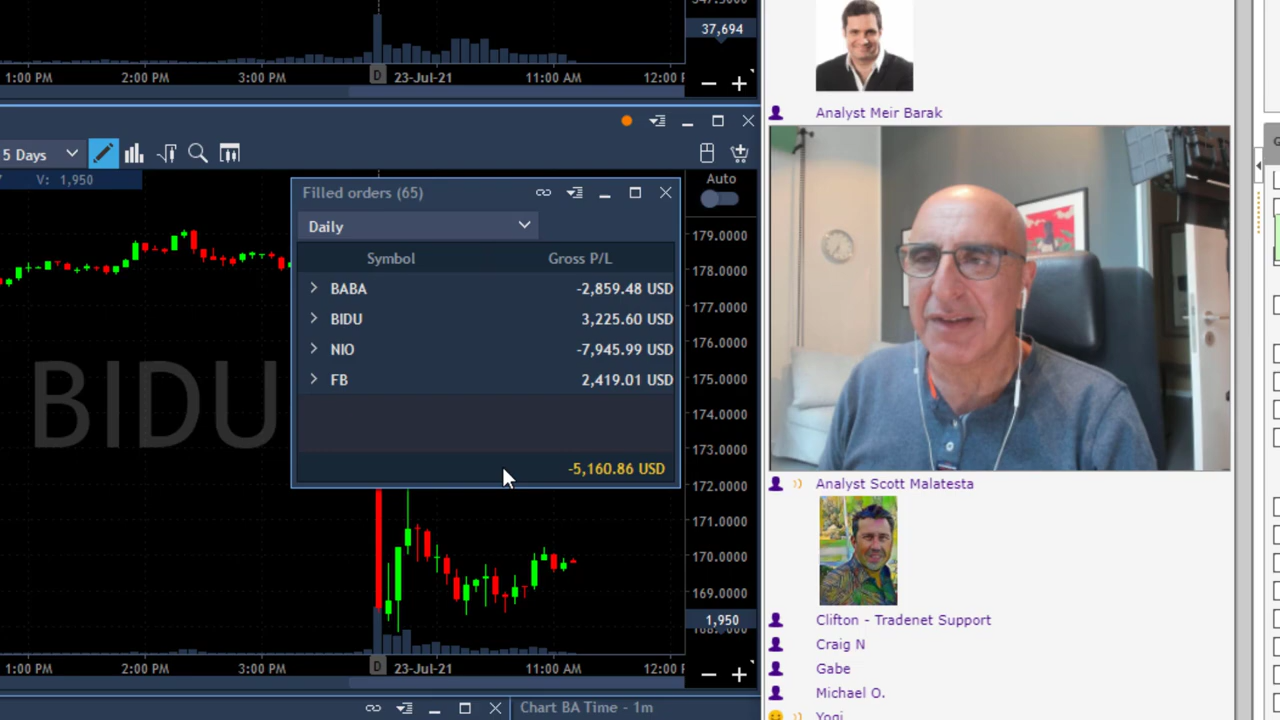 37,694
1:00 PM 2:00 PM 3:00 PM D 23-Jul-21 11:00 AM 12:00
5 Days
V: 1,950
Auto
Filled orders (65)
Daily
Symbol Gross P/L
BABA -2,859.48 USD
BIDU 3,225.60 USD
NIO -7,945.99 USD
FB 2,419.01 USD
-5,160.86 USD
BIDU
179.0000
178.0000
177.0000
176.0000
175.0000
174.0000
173.0000
172.0000
171.0000
170.0000
169.0000
1,950
1:00 PM 2:00 PM 3:00 PM D 23-Jul-21 11:00 AM 12:00
Chart BA Time - 1m
Analyst Meir Barak
Analyst Scott Malatesta
Clifton - Tradenet Support
Craig N
Gabe
Michael O.
Yogi